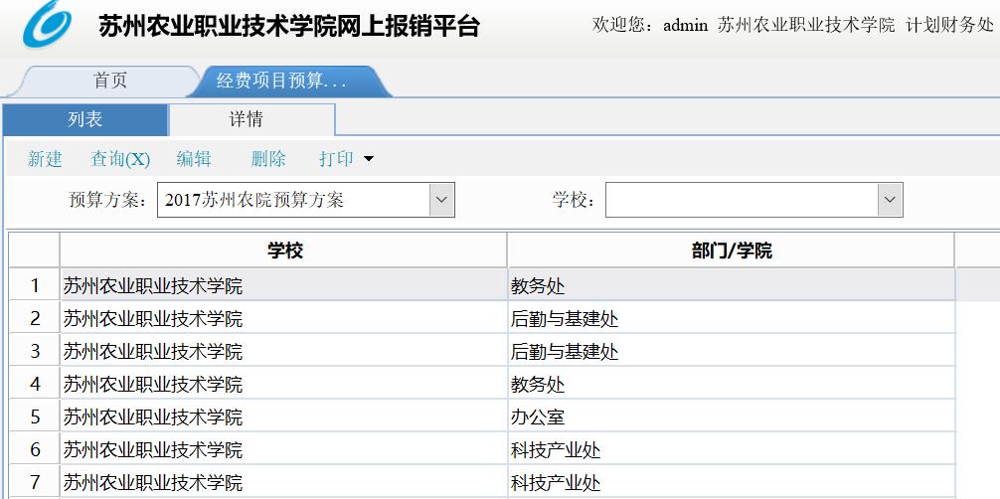 苏州农业职业技术学院网上报销平台
欢迎您：admin 苏州农业职业技术学院 计划财务处
首页 经费项目预算...
列表 详情
新建 查询(X) 编辑 删除 打印
预算方案： 2017苏州农院预算方案 学校：
学校 部门/学院
1 苏州农业职业技术学院 教务处
2 苏州农业职业技术学院 后勤与基建处
3 苏州农业职业技术学院 后勤与基建处
4 苏州农业职业技术学院 教务处
5 苏州农业职业技术学院 办公室
6 苏州农业职业技术学院 科技产业处
7 苏州农业职业技术学院 科技产业处